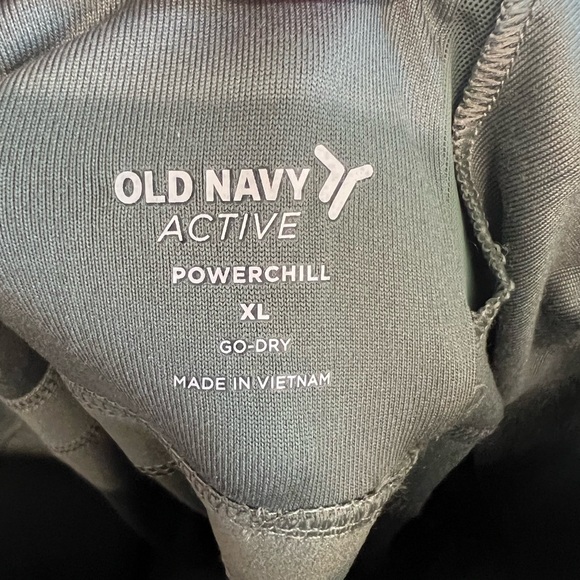 OLD NAVY
ACTIVE
POWERCHILL
XL
GO-DRY
MADE IN VIETNAM